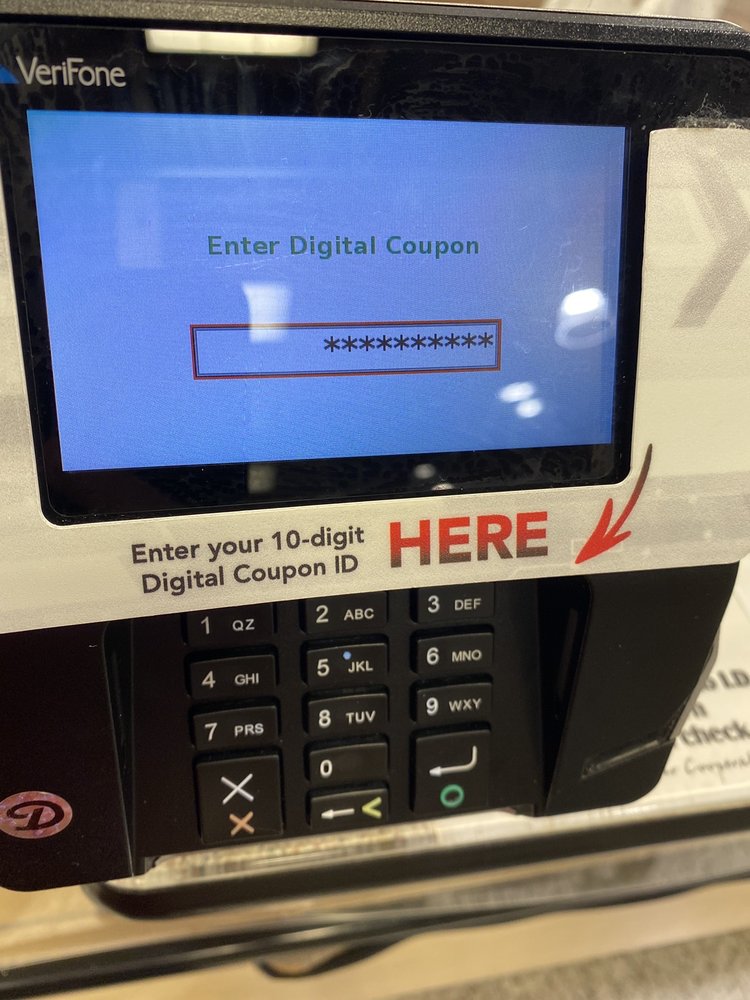 VeriFone
Enter Digital Coupon
**********
Enter your 10-digit
Digital Coupon ID
HERE
1 QZ
2 ABC
3 DEF
4 GHI
5 JKL
6 MNO
7 PRS
8 TUV
9 WXY
0
D
I.D.
check.